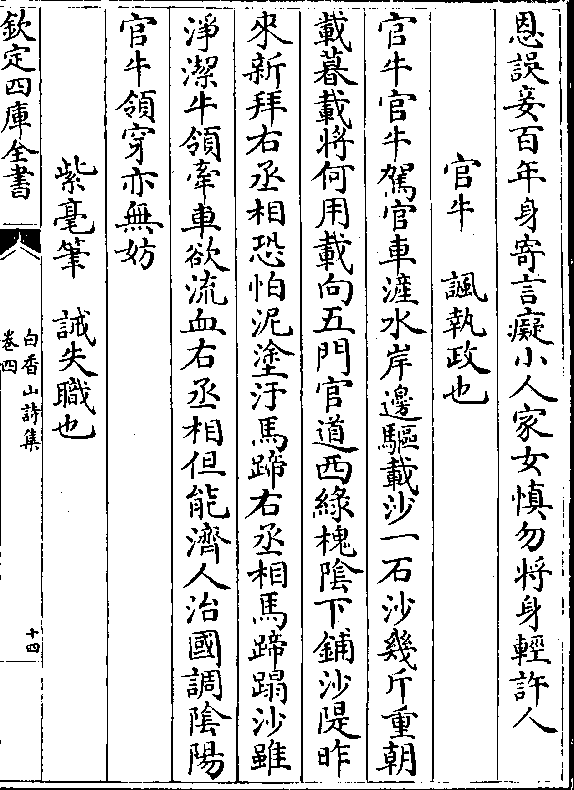 恩誤妾百年身寄言癡小人家女慎勿將身輕許人
官牛　諷執政也
官牛官牛駕官車滻水岸邊驅載沙一石沙幾斤重朝
載暮載將何用載向五門官道西綠槐陰下鋪沙隄昨
來新拜右丞相恐怕泥塗汙馬蹄右丞相馬蹄蹋沙雖
淨潔牛領牽車欲流血右丞相但能濟人治國調陰陽
官牛領穿亦無妨
紫毫筆　誡失職也
欽定四庫全書
白香山詩集
卷四
十四